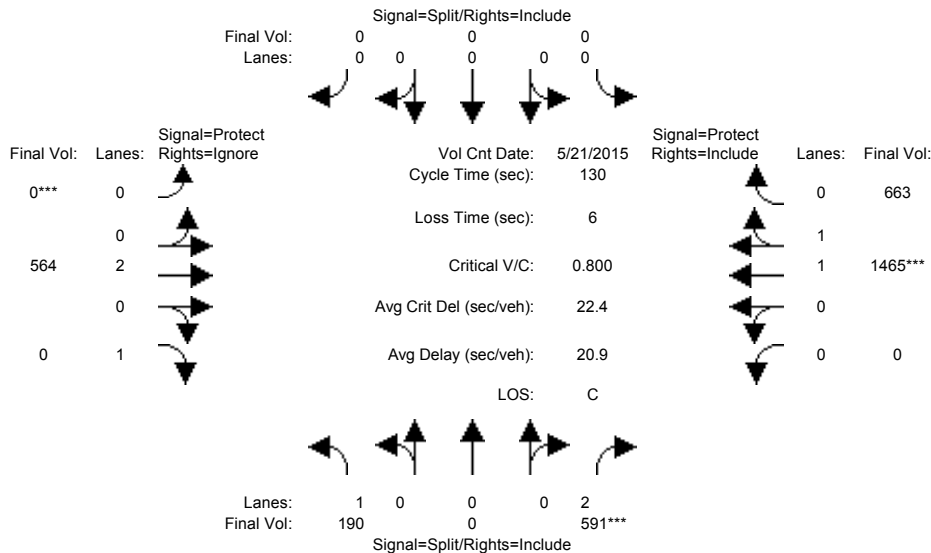 Signal=Split/Rights=Include
Final Vol: 0 0 0
Lanes: 0 0 0 0 0
Signal=Protect Signal=Protect
Final Vol: Lanes: Rights=Ignore Vol Cnt Date: 5/21/2015 Rights=Include Lanes: Final Vol:
Cycle Time (sec): 130
0*** 0 0 663
Loss Time (sec): 6
0 1
564 2 Critical V/C: 0.800 1 1465***
0 Avg Crit Del (sec/veh): 22.4 0
0 1 Avg Delay (sec/veh): 20.9 0 0
LOS: C
Lanes: 1 0 0 0 2
Final Vol: 190 0 591***
Signal=Split/Rights=Include